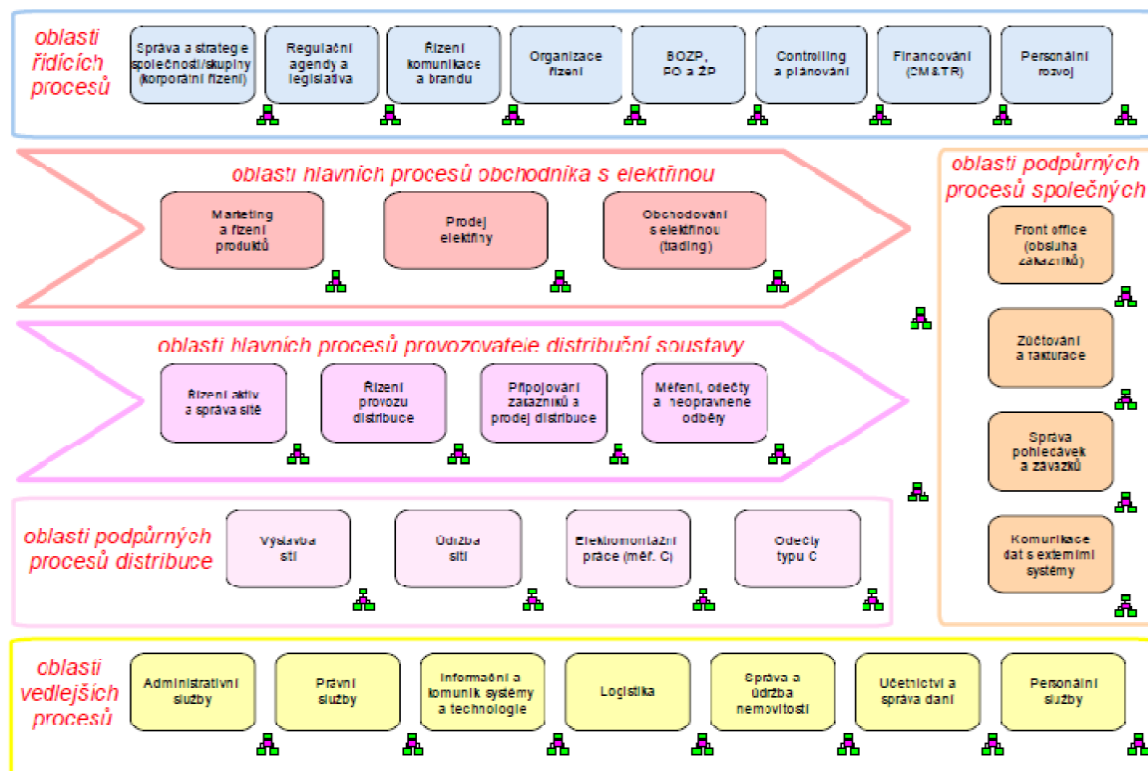 oblasti
řídících
procesů
Správa a strategie
společnosti/skupiny
(korporální řízení)
Regulační
agendy a
legislativa
Řízení
komunikace
a brandu
Organizace
řízení
BOZP,
PO a ŽP
Controlling
a plánování
Financování
(CM&TR)
Personální
rozvoj
oblasti hlavních procesů obchodníka s elektřinou
Marketing
a řízení
produktů
Prodej
elektřiny
Obchodování
s elektřinou
(trading)
oblasti podpůrných
procesů společných
Front office
(obsluha
zákazníků)
Zúčtování
a fakturace
Správa
pohledávek
a závazků
Komunikace
dat s externími
systémy
oblasti hlavních procesů provozovatele distribuční soustavy
Řízení aktiv
a správa sítě
Řízení
provozu
distribuce
Připojování
zákazníků a
prodej distribuce
Měření, odečty
a neoprávněné
odběry
oblasti podpůrných
procesů distribuce
Výstavba
sítí
Údržba
sítí
Elektromontážní
práce (měř. C)
Odečty
typu C
oblasti
vedlejších
procesů
Administrativní
služby
Právní
služby
Informační a
komunik systémy
a technologie
Logistika
Správa a
údržba
nemovitostí
Účetnictví a
správa daní
Personální
služby